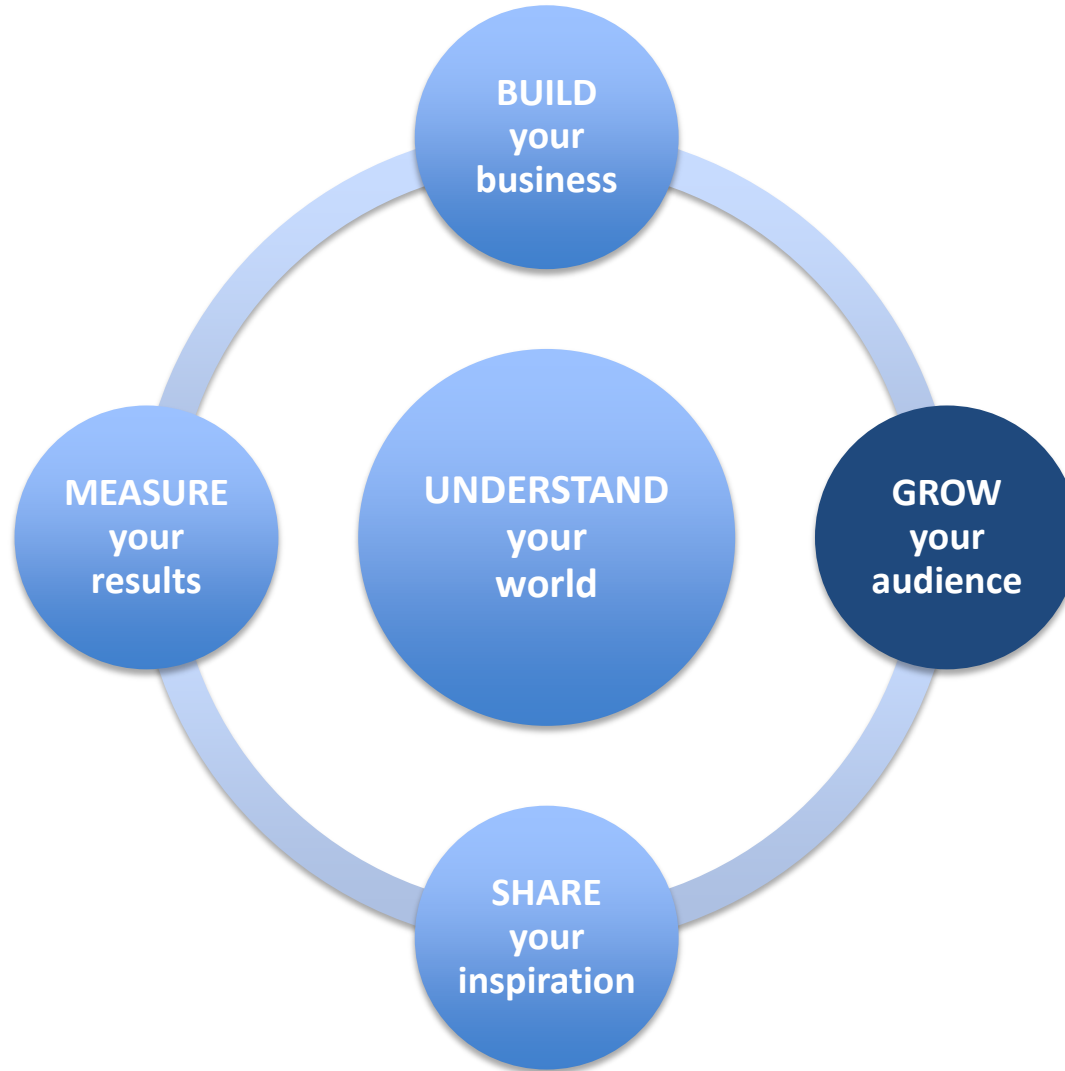 BUILD
your
business
MEASURE
your
results
UNDERSTAND
your
world
GROW
your
audience
SHARE
your
inspiration